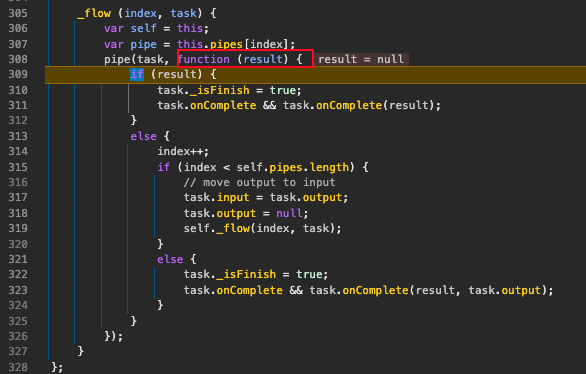 305 _flow (index, task) {
306 var self = this;
307 var pipe = this.pipes[index];
308 pipe(task, function (result) { result = null
309 if (result) {
310 task._isFinish = true;
311 task.onComplete && task.onComplete(result);
312 }
313 else {
314 index++;
315 if (index < self.pipes.length) {
316 // move output to input
317 task.input = task.output;
318 task.output = null;
319 self._flow(index, task);
320 }
321 else {
322 task._isFinish = true;
323 task.onComplete && task.onComplete(result, task.output);
324 }
325 }
326 });
327 }
328 };